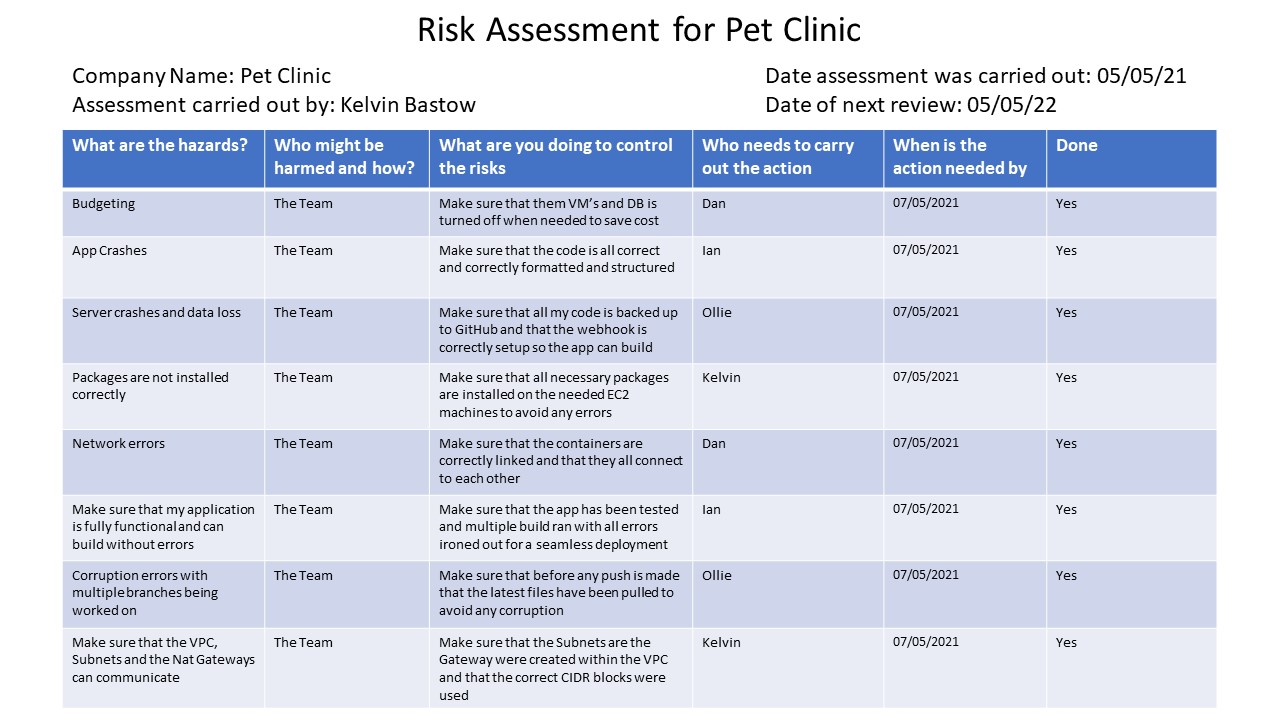 Risk Assessment for Pet Clinic
Company Name: Pet Clinic
Assessment carried out by: Kelvin Bastow
Date assessment was carried out: 05/05/21
Date of next review: 05/05/22
What are the hazards?
Who might be
harmed and how?
What are you doing to control
the risks
Who needs to carry
out the action
When is the
action needed by
Done
Budgeting
The Team
Make sure that them VM's and DB is
turned off when needed to save cost
Dan
07/05/2021
Yes
App Crashes
The Team
Make sure that the code is all correct
and correctly formatted and structured
Ian
07/05/2021
Yes
Server crashes and data loss
The Team
Make sure that all my code is backed up
to GitHub and that the webhook is
correctly setup so the app can build
Ollie
07/05/2021
Yes
Packages are not installed
correctly
The Team
Make sure that all necessary packages
are installed on the needed EC2
machines to avoid any errors
Kelvin
07/05/2021
Yes
Network errors
The Team
Make sure that the containers are
correctly linked and that they all connect
to each other
Dan
07/05/2021
Yes
Make sure that my application
is fully functional and can
build without errors
The Team
Make sure that the app has been tested
and multiple build ran with all errors
ironed out for a seamless deployment
Ian
07/05/2021
Yes
Corruption errors with
multiple branches being
worked on
The Team
Make sure that before any push is made
that the latest files have been pulled to
avoid any corruption
Ollie
07/05/2021
Yes
Make sure that the VPC,
Subnets and the Nat Gateways
can communicate
The Team
Make sure that the Subnets are the
Gateway were created within the VPC
and that the correct CIDR blocks were
used
Kelvin
07/05/2021
Yes